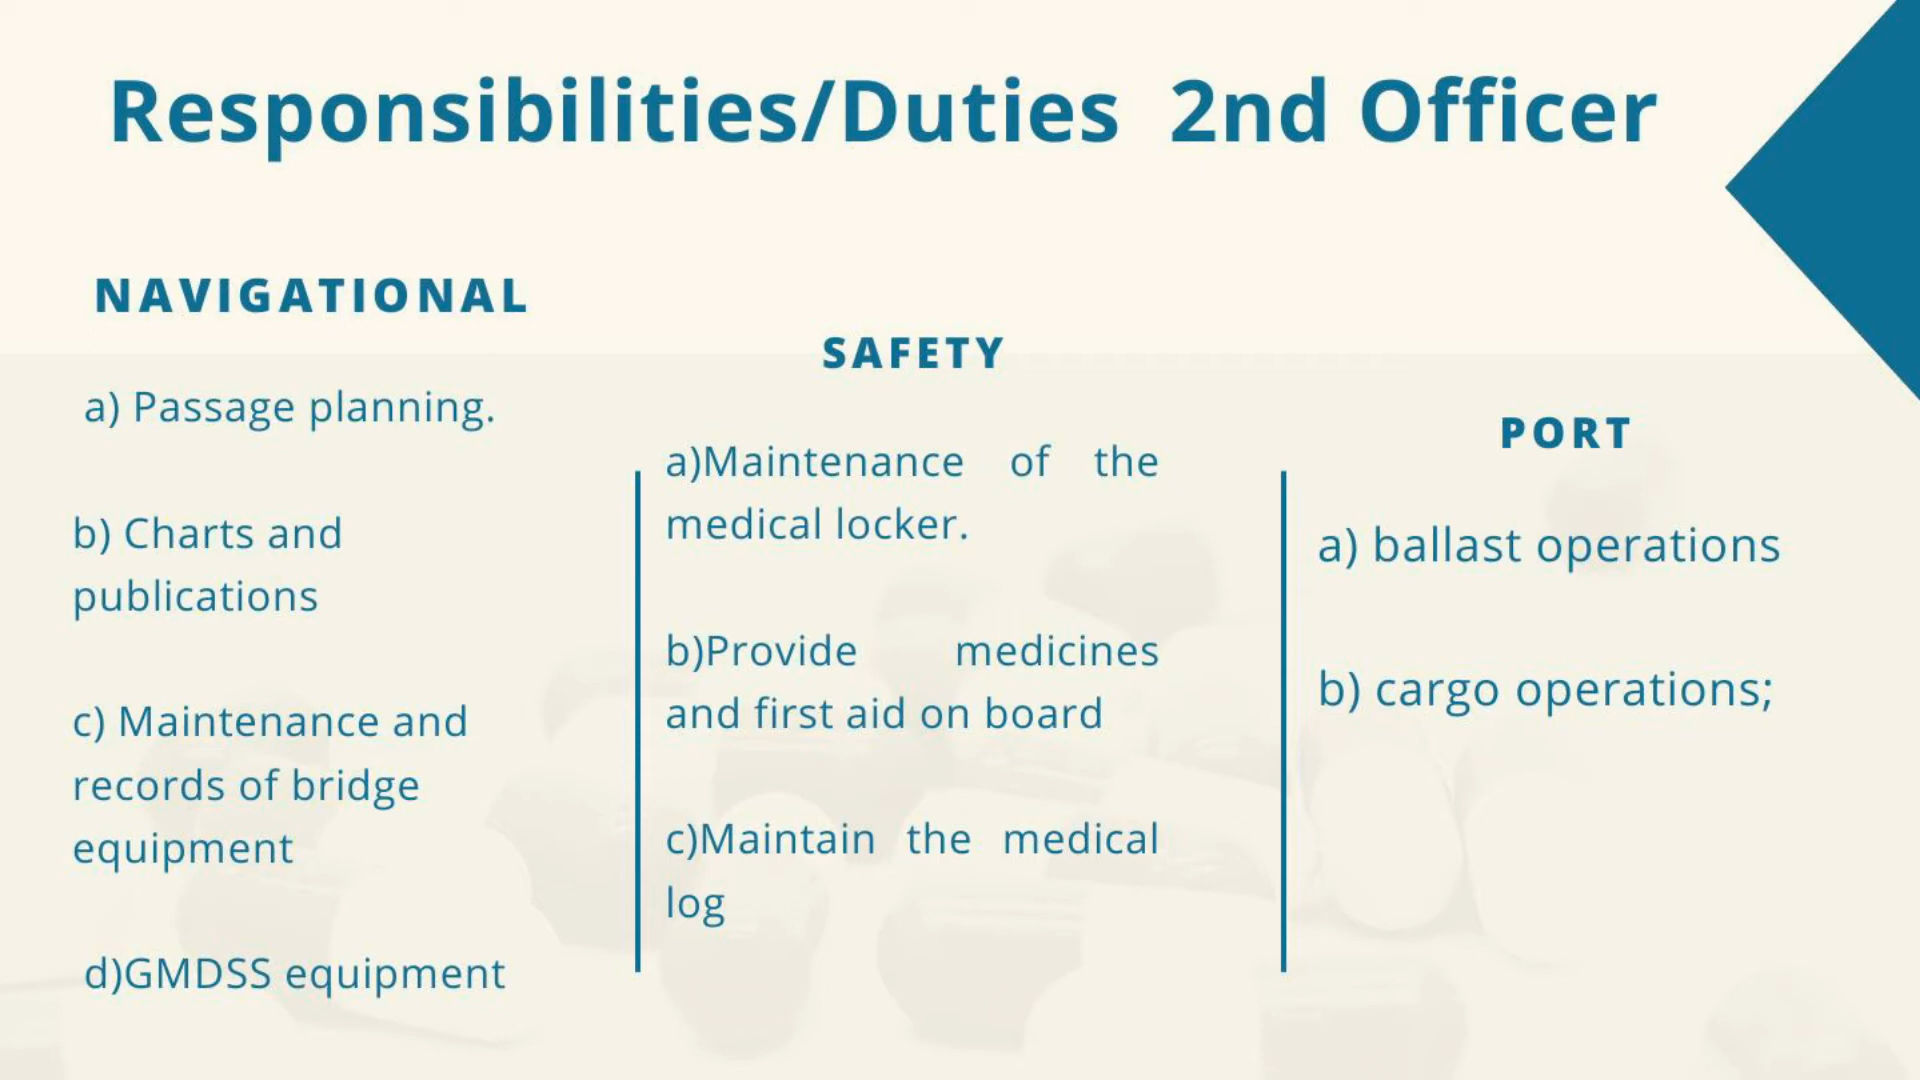 Responsibilities/Duties 2nd Officer
NAVIGATIONAL
a) Passage planning.
b) Charts and
publications
c) Maintenance and
records of bridge
equipment
d)GMDSS equipment
SAFETY
a)Maintenance of the
medical locker.
b)Provide medicines
and first aid on board
c)Maintain the medical
log
PORT
a) ballast operations
b) cargo operations;